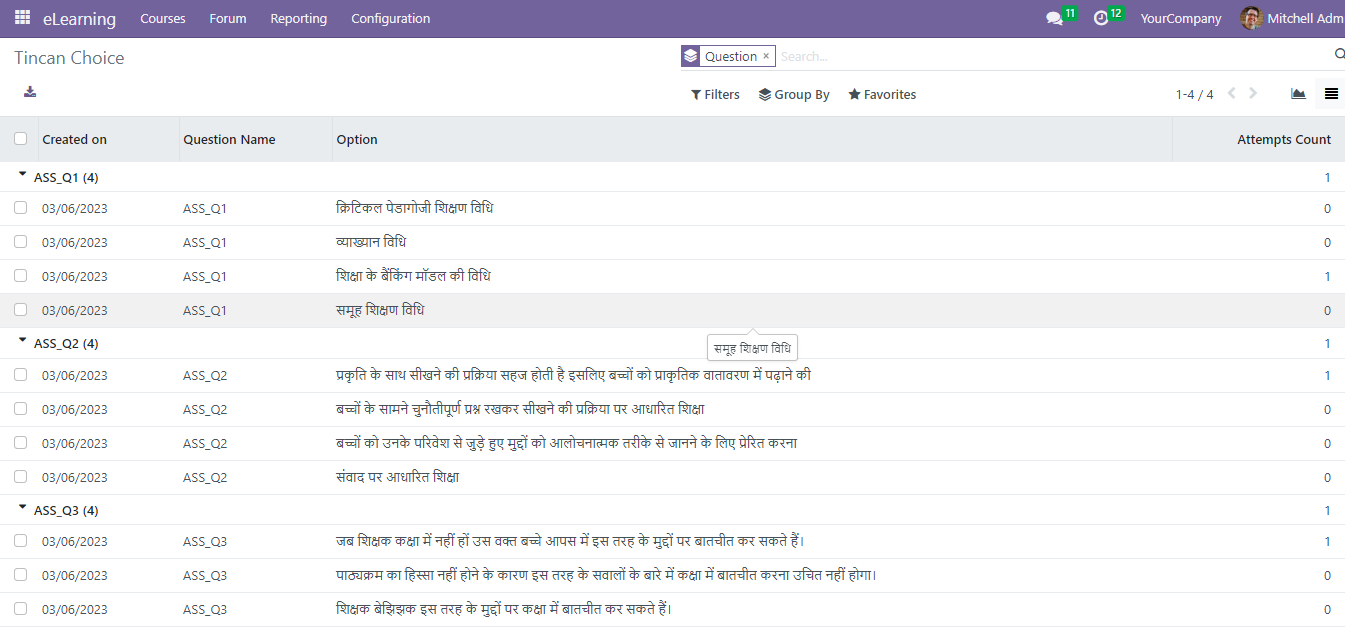 eLearning Courses Forum Reporting Configuration 11 12 YourCompany Mitchell Adm
Tincan Choice Question × Search...
Filters Group By Favorites 1-4 / 4
Created on Question Name Option Attempts Count
ASS_Q1 (4) 1
03/06/2023 ASS_Q1 क्रिटिकल पेडागोजी शिक्षण विधि 0
03/06/2023 ASS_Q1 व्याख्यान विधि 0
03/06/2023 ASS_Q1 शिक्षा के बैंकिंग मॉडल की विधि 1
03/06/2023 ASS_Q1 समूह शिक्षण विधि 0
ASS_Q2 (4) 1
समूह शिक्षण विधि
03/06/2023 ASS_Q2 प्रकृति के साथ सीखने की प्रक्रिया सहज होती है इसलिए बच्चों को प्राकृतिक वातावरण में पढ़ाने की 1
03/06/2023 ASS_Q2 बच्चों के सामने चुनौतीपूर्ण प्रश्न रखकर सीखने की प्रक्रिया पर आधारित शिक्षा 0
03/06/2023 ASS_Q2 बच्चों को उनके परिवेश से जुड़े हुए मुद्दों को आलोचनात्मक तरीके से जानने के लिए प्रेरित करना 0
03/06/2023 ASS_Q2 संवाद पर आधारित शिक्षा 0
ASS_Q3 (4) 1
03/06/2023 ASS_Q3 जब शिक्षक कक्षा में नहीं हों उस वक्त बच्चे आपस में इस तरह के मुद्दों पर बातचीत कर सकते हैं। 1
03/06/2023 ASS_Q3 पाठ्यक्रम का हिस्सा नहीं होने के कारण इस तरह के सवालों के बारे में कक्षा में बातचीत करना उचित नहीं होगा। 0
03/06/2023 ASS_Q3 शिक्षक बेझिझक इस तरह के मुद्दों पर कक्षा में बातचीत कर सकते हैं। 0